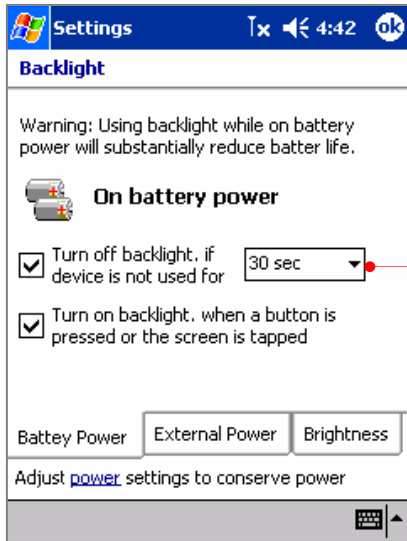 Settings 4:42 ok
Backlight
Warning: Using backlight while on battery
power will substantially reduce batter life.
On battery power
Turn off backlight. if
device is not used for
30 sec
Turn on backlight. when a button is
pressed or the screen is tapped
Battey Power External Power Brightness
Adjust power settings to conserve power